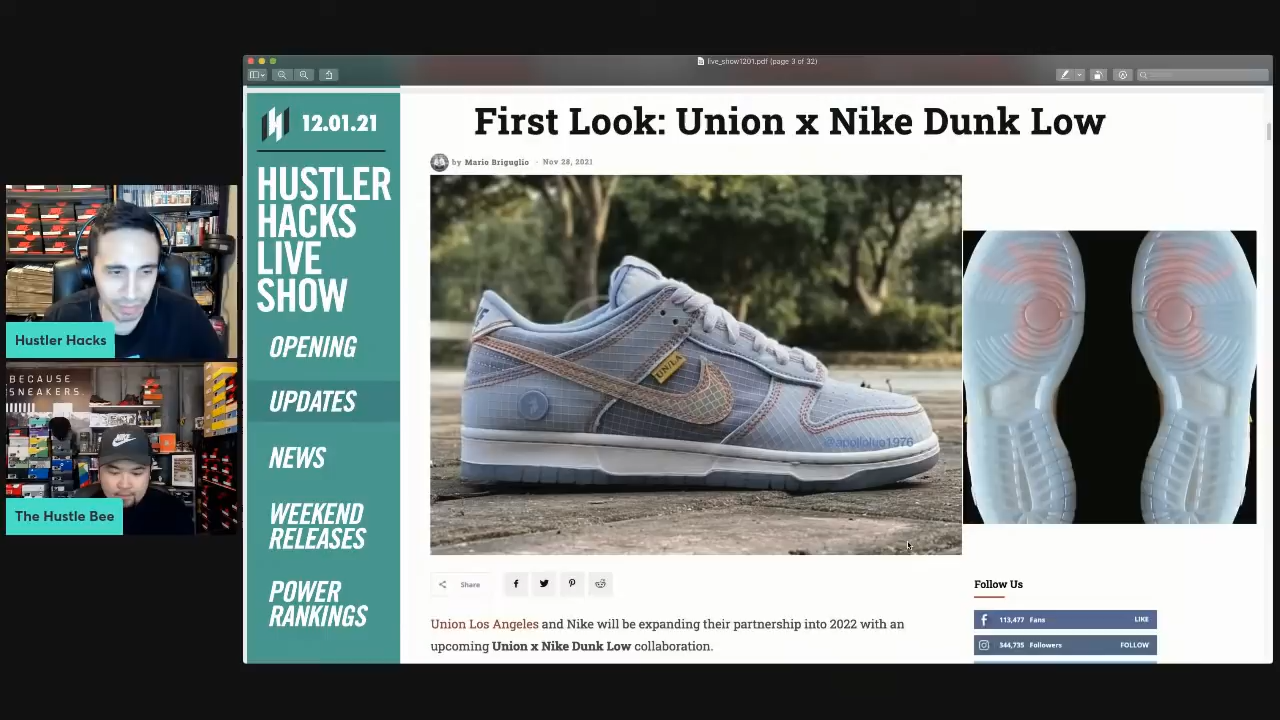 live_show1201.pdf (page 3 of 32)
12.01.21
HUSTLER
HACKS
LIVE
SHOW
OPENING
UPDATES
NEWS
WEEKEND
RELEASES
POWER
RANKINGS
First Look: Union x Nike Dunk Low
by Mario Briguglio - Nov 28, 2021
UN/LA
@apolloluo1976
Share
Union Los Angeles and Nike will be expanding their partnership into 2022 with an
upcoming Union x Nike Dunk Low collaboration.
Follow Us
113,477 Fans LIKE
344,735 Followers FOLLOW
Hustler Hacks
BECAUSE
SNEAKERS.
The Hustle Bee